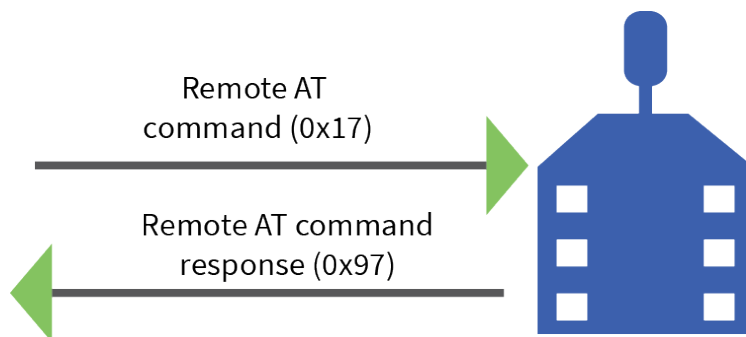 Remote AT
command (0x17)
Remote AT command
response (0x97)